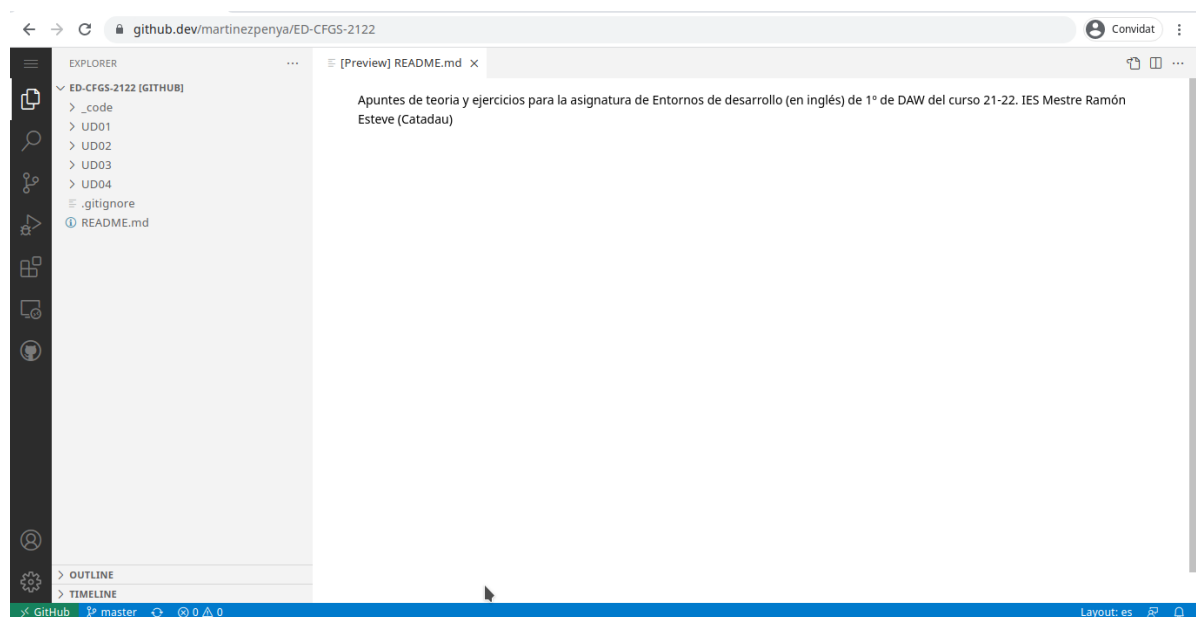 github.dev/martinezpenya/ED-CFGS-2122
Convidat
EXPLORER
[Preview] README.md
ED-CFGS-2122 [GITHUB]
_code
UD01
UD02
UD03
UD04
.gitignore
README.md
Apuntes de teoria y ejercicios para la asignatura de Entornos de desarrollo (en inglés) de 1º de DAW del curso 21-22. IES Mestre Ramón
Esteve (Catadau)
OUTLINE
TIMELINE
GitHub master 0 0 Layout: es